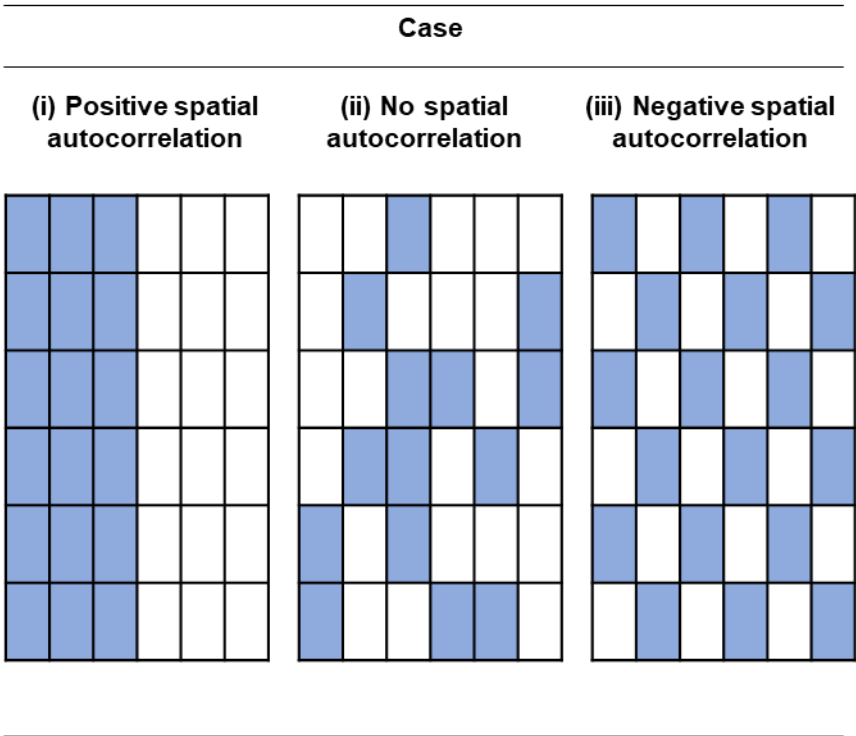 Case
(i) Positive spatial
autocorrelation
(ii) No spatial
autocorrelation
(iii) Negative spatial
autocorrelation